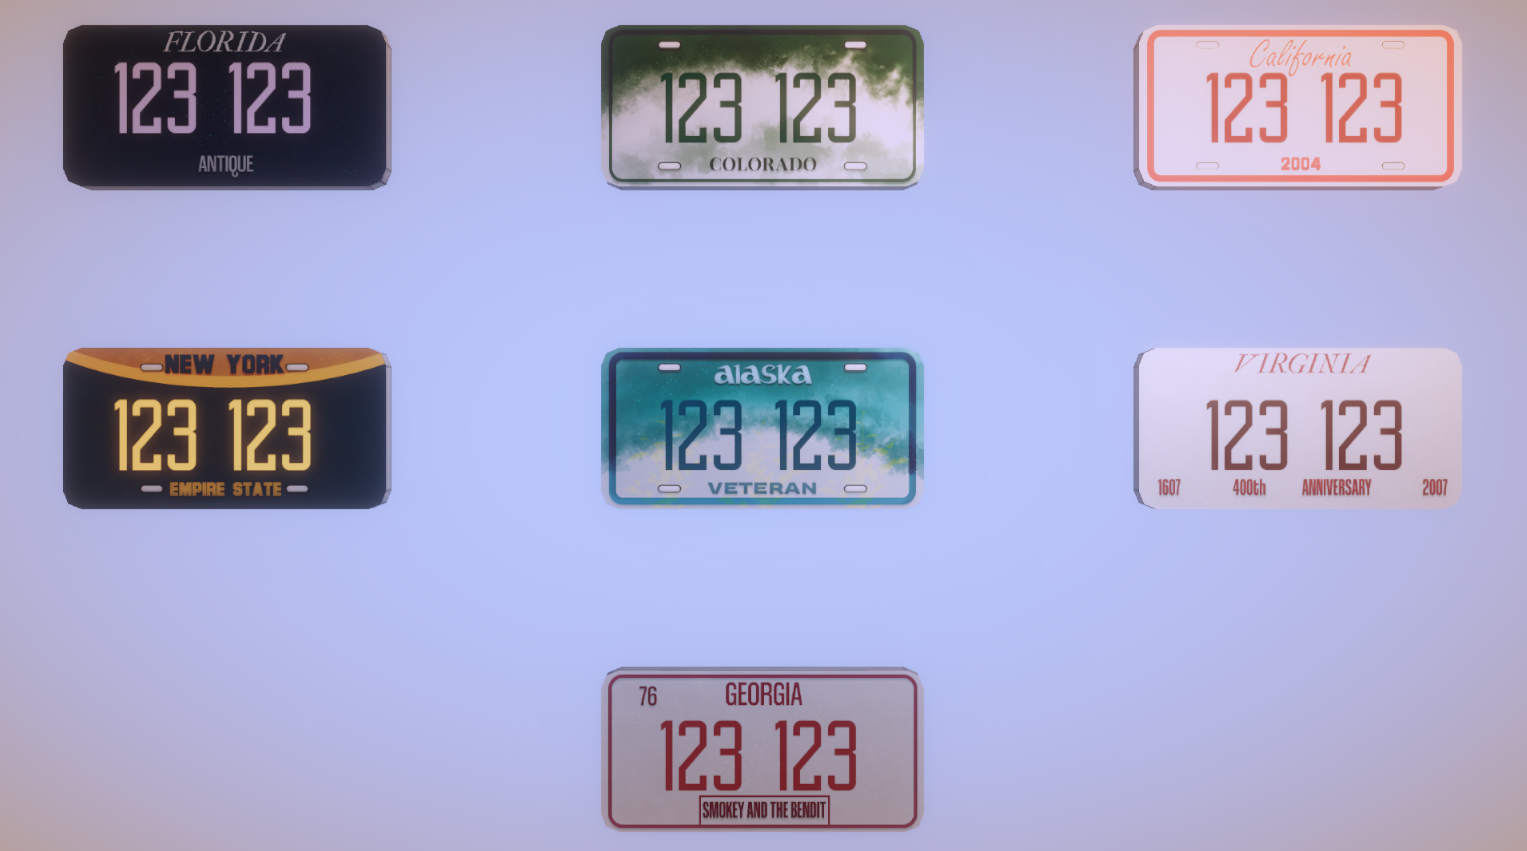 FLORIDA
123 123
ANTIQUE
123 123
COLORADO
California
123 123
2004
NEW YORK
123 123
EMPIRE STATE
alaska
123 123
VETERAN
VIRGINIA
123 123
1607 400th ANNIVERSARY 2007
76 GEORGIA
123 123
SMOKEY AND THE BENDIT